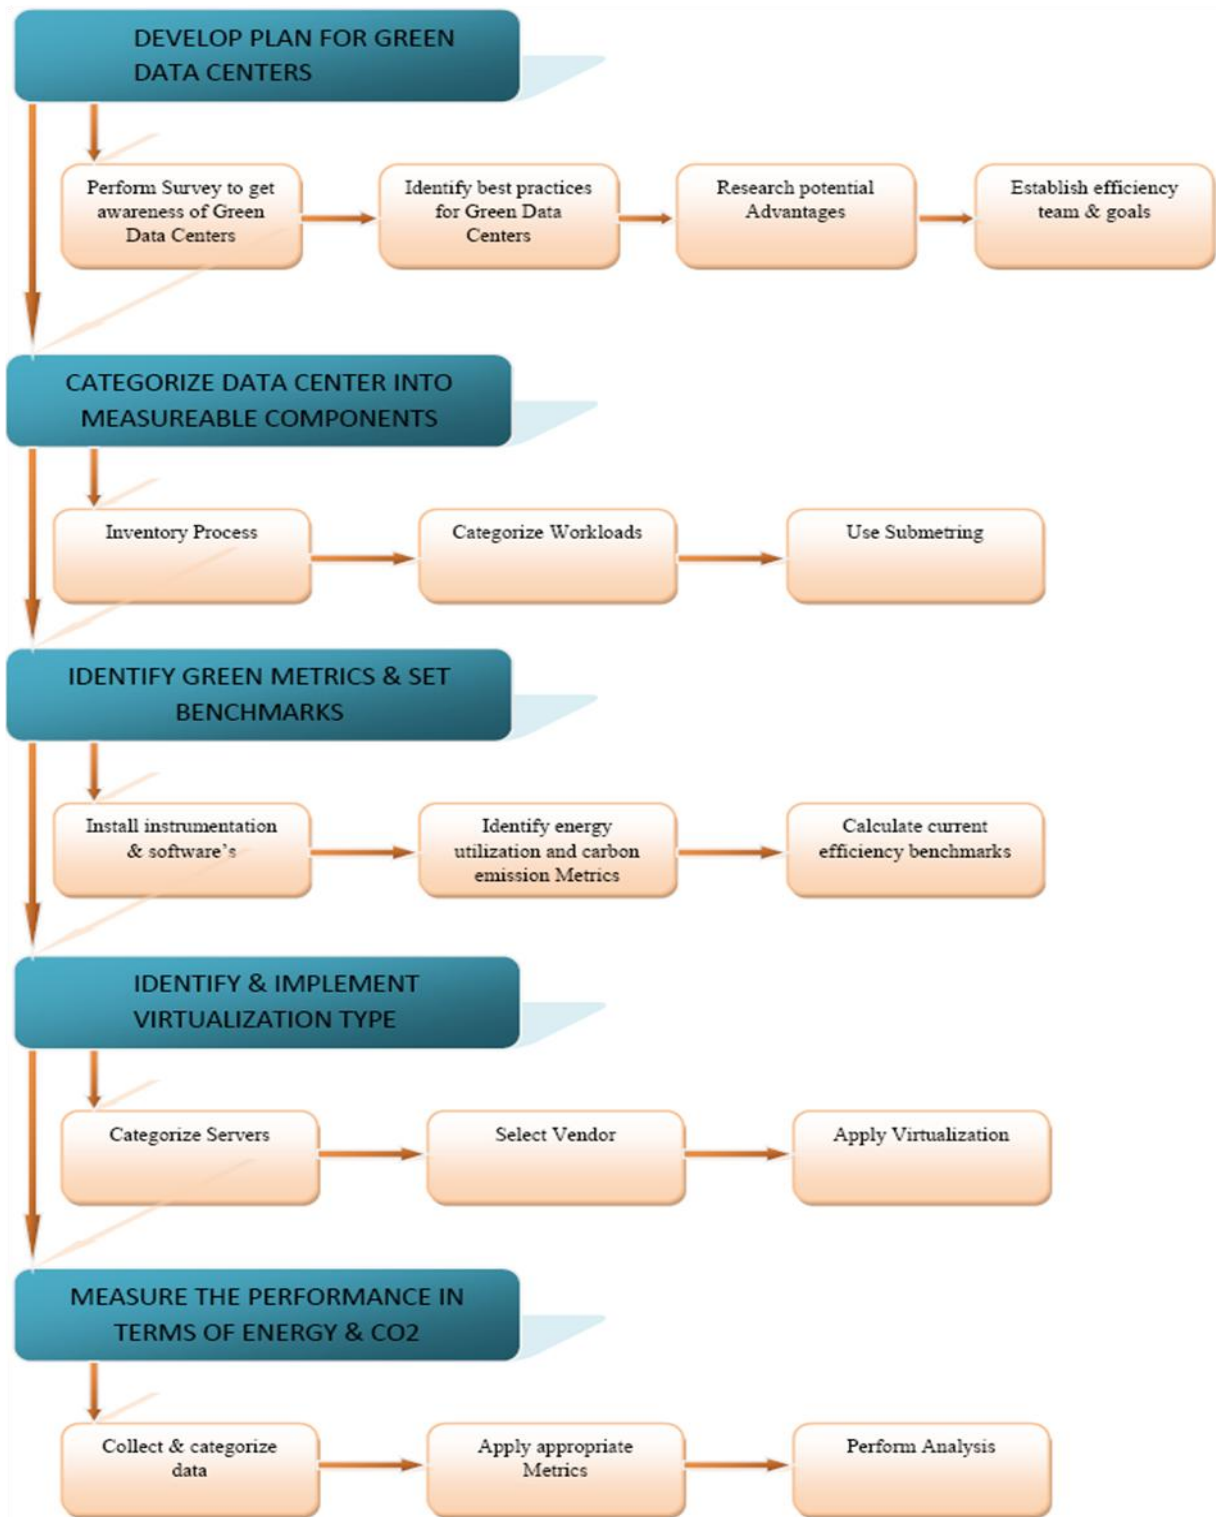 DEVELOP PLAN FOR GREEN
DATA CENTERS
Perform Survey to get
awareness of Green
Data Centers
Identify best practices
for Green Data
Centers
Research potential
Advantages
Establish efficiency
team & goals
CATEGORIZE DATA CENTER INTO
MEASUREABLE COMPONENTS
Inventory Process
Categorize Workloads
Use Submetring
IDENTIFY GREEN METRICS & SET
BENCHMARKS
Install instrumentation
& software's
Identify energy
utilization and carbon
emission Metrics
Calculate current
efficiency benchmarks
IDENTIFY & IMPLEMENT
VIRTUALIZATION TYPE
Categorize Servers
Select Vendor
Apply Virtualization
MEASURE THE PERFORMANCE IN
TERMS OF ENERGY & CO2
Collect & categorize
data
Apply appropriate
Metrics
Perform Analysis